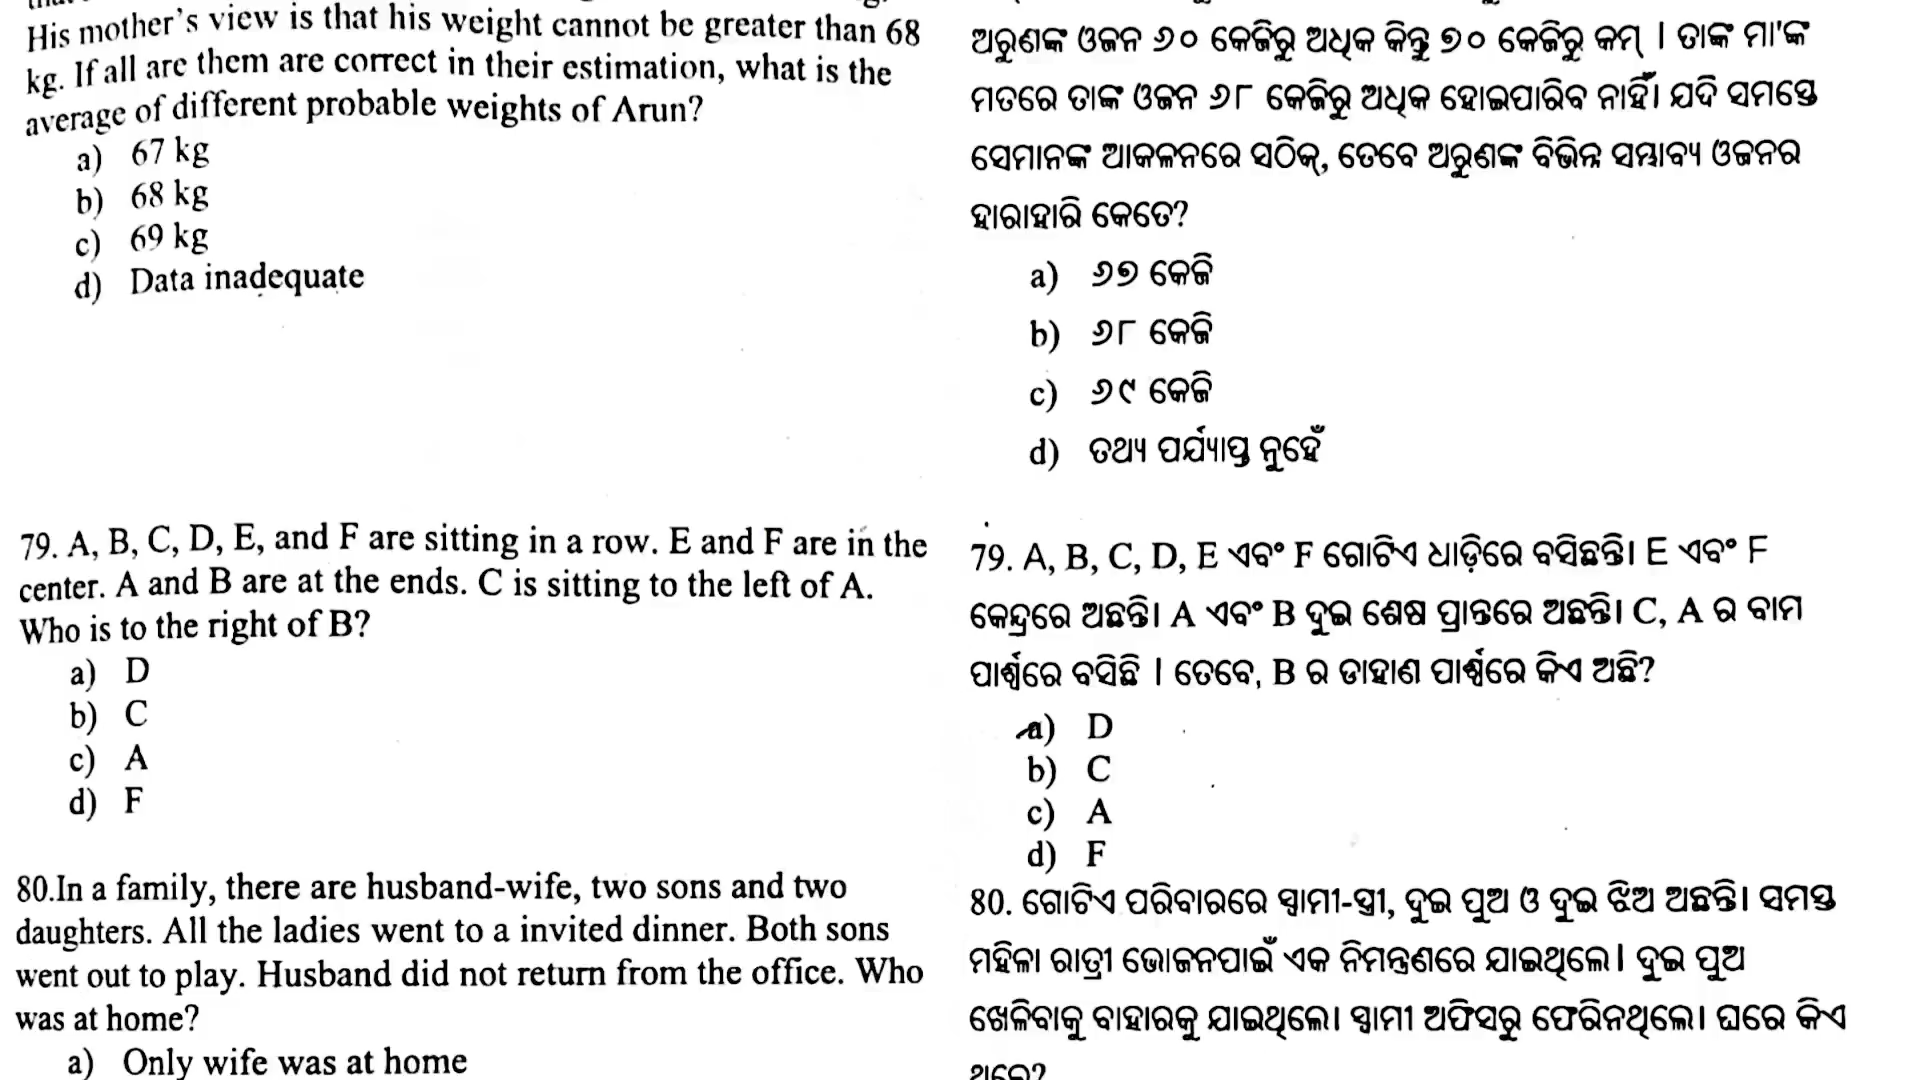 His mother's view is that his weight cannot be greater than 68
kg. If all are them are correct in their estimation, what is the
average of different probable weights of Arun?
a) 67 kg
b) 68 kg
c) 69 kg
d) Data inadequate
79. A, B, C, D, E, and F are sitting in a row. E and F are in the
center. A and B are at the ends. C is sitting to the left of A.
Who is to the right of B?
a) D
b) C
c) A
d) F
80.In a family, there are husband-wife, two sons and two
daughters. All the ladies went to a invited dinner. Both sons
went out to play. Husband did not return from the office. Who
was at home?
a) Only wife was at home
ଅରୁଣଙ୍କ ଓଜନ ୬୦ କେଜିରୁ ଅଧିକ କିନ୍ତୁ ୭୦ କେଜିରୁ କମ୍ । ତାଙ୍କ ମା'ଙ୍କ
ମତରେ ତାଙ୍କ ଓଜନ ୬୮ କେଜିରୁ ଅଧିକ ହୋଇପାରିବ ନାହିଁ। ଯଦି ସମସ୍ତେ
ସେମାନଙ୍କ ଆକଳନରେ ସଠିକ୍, ତେବେ ଅରୁଣଙ୍କ ବିଭିନ୍ନ ସମ୍ଭାବ୍ୟ ଓଜନର
ହାରାହାରି କେତେ?
a) ୬୭ କେଜି
b) ୬୮ କେଜି
c) ୬୯ କେଜି
d) ତଥ୍ୟ ପର୍ଯ୍ୟାପ୍ତ ନୁହେଁ
79. A, B, C, D, E ଏବଂ F ଗୋଟିଏ ଧାଡ଼ିରେ ବସିଛନ୍ତି। E ଏବଂ F
କେନ୍ଦ୍ରରେ ଅଛନ୍ତି। A ଏବଂ B ଦୁଇ ଶେଷ ପ୍ରାନ୍ତରେ ଅଛନ୍ତି। C, A ର ବାମ
ପାର୍ଶ୍ଵରେ ବସିଛି । ତେବେ, B ର ଡାହାଣ ପାର୍ଶ୍ଵରେ କିଏ ଅଛି?
a) D
b) C
c) A
d) F
80. ଗୋଟିଏ ପରିବାରରେ ସ୍ୱାମୀ-ସ୍ତ୍ରୀ, ଦୁଇ ପୁଅ ଓ ଦୁଇ ଝିଅ ଅଛନ୍ତି। ସମସ୍ତ
ମହିଳା ରାତ୍ରୀ ଭୋଜନପାଇଁ ଏକ ନିମନ୍ତ୍ରଣରେ ଯାଇଥିଲେ। ଦୁଇ ପୁଅ
ଖେଳିବାକୁ ବାହାରକୁ ଯାଇଥିଲେ। ସ୍ୱାମୀ ଅଫିସରୁ ଫେରିନଥିଲେ। ଘରେ କିଏ